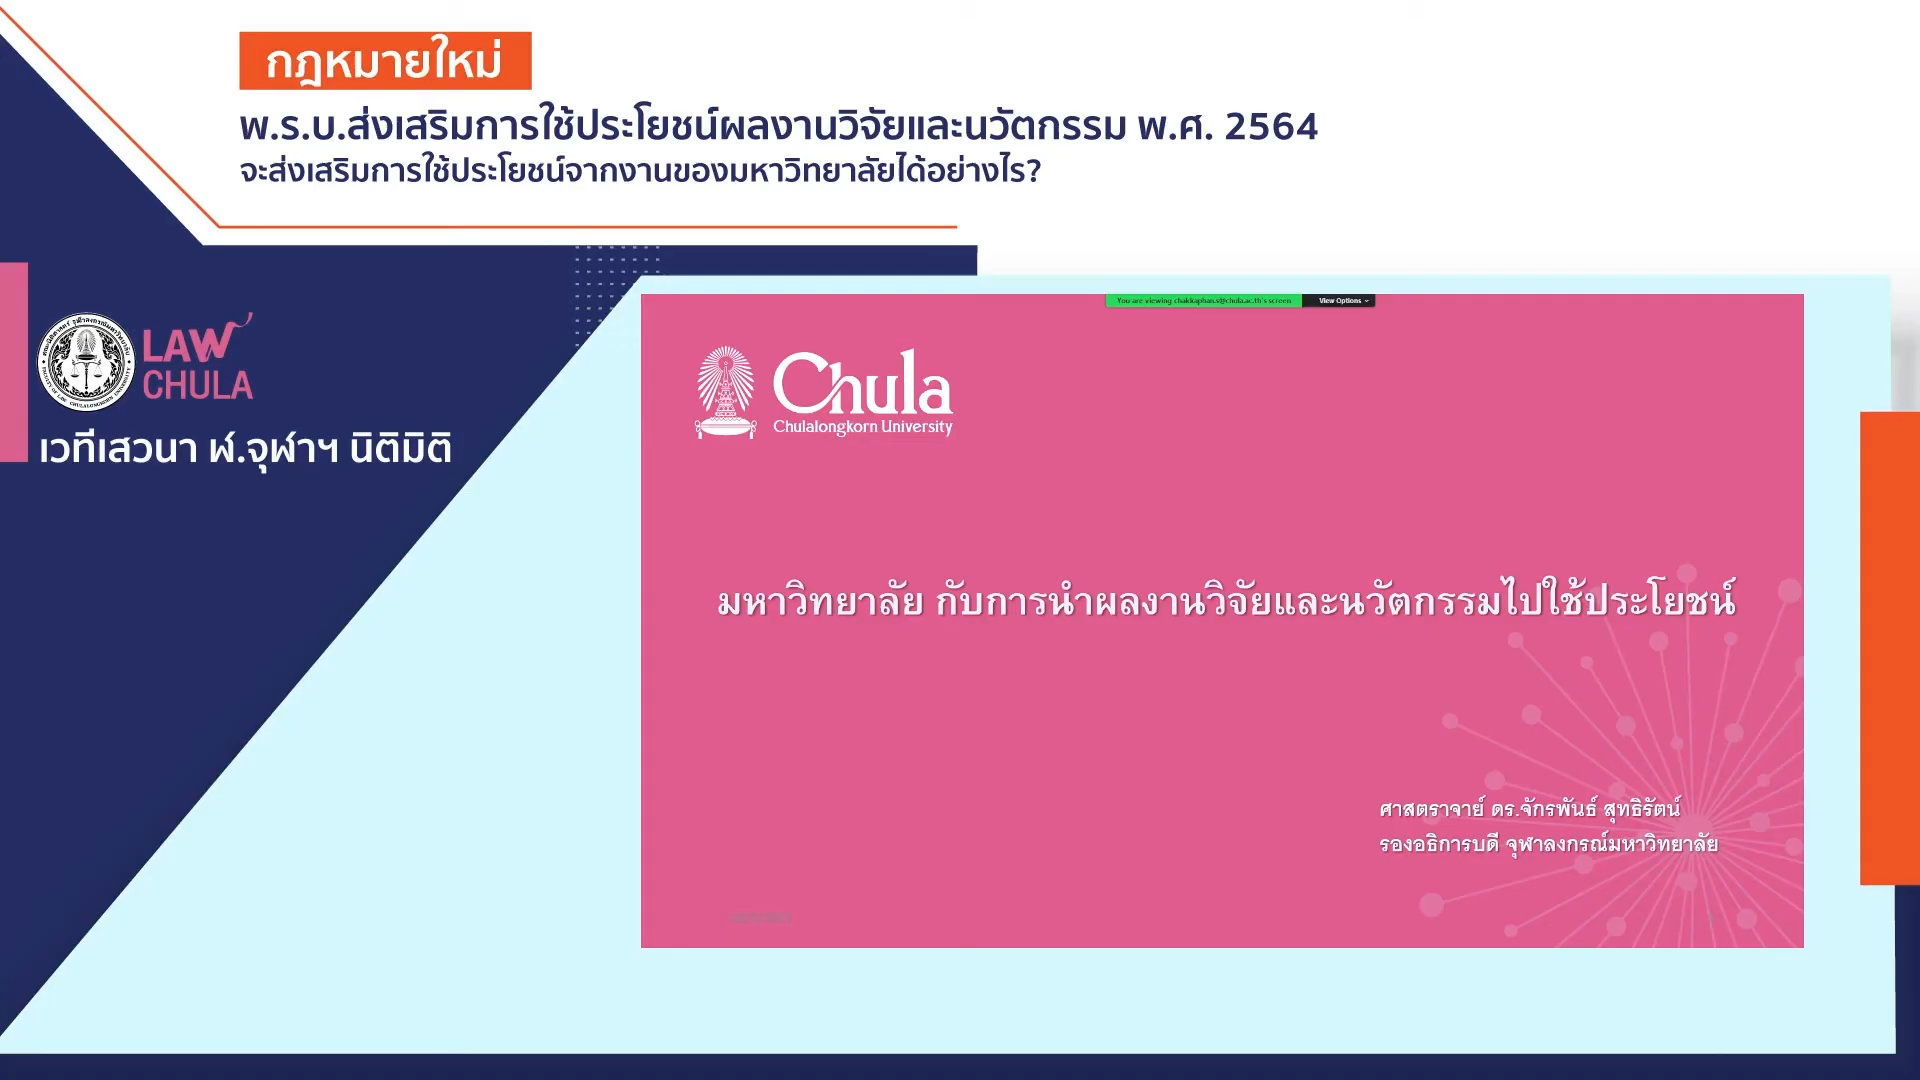 กฎหมายใหม่
พ.ร.บ.ส่งเสริมการใช้ประโยชน์ผลงานวิจัยและนวัตกรรม พ.ศ. 2564
จะส่งเสริมการใช้ประโยชน์จากงานของมหาวิทยาลัยได้อย่างไร?
LAW
CHULA
เวทีเสวนา ฬ.จุฬาฯ นิติมิติ
You are viewing chakkaphan.s@chula.ac.th's screen View Options
Chula
Chulalongkorn University
มหาวิทยาลัย กับการนำผลงานวิจัยและนวัตกรรมไปใช้ประโยชน์
ศาสตราจาย์ ดร.จักรพันธ์ สุทธิรัตน์
รองอธิการบดี จุฬาลงกรณ์มหาวิทยาลัย